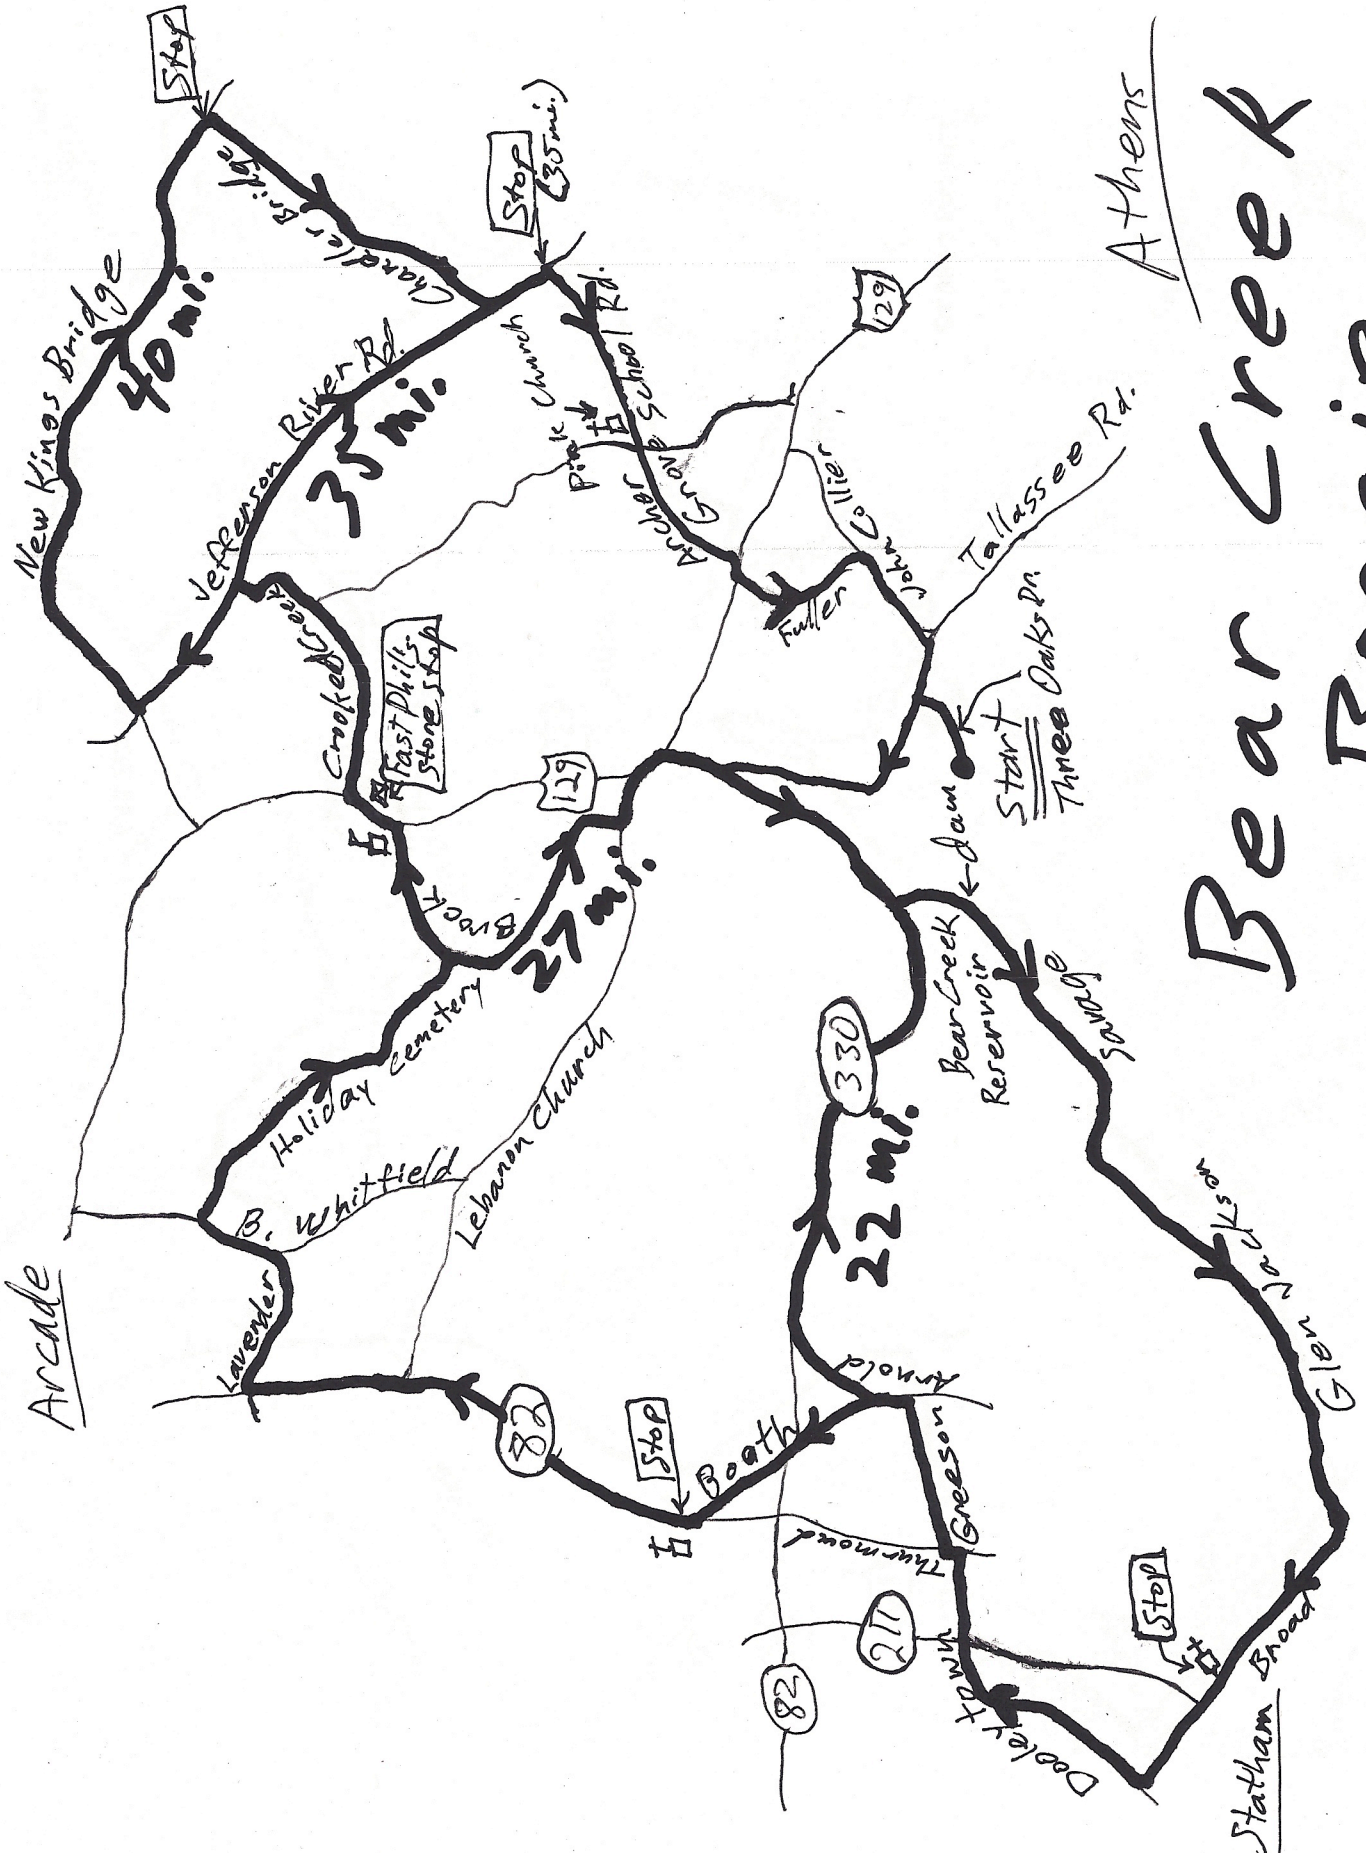 Arcade
New Kings Bridge
40 mi.
Stop
Chandler Bridge
Jefferson River Rd.
35 mi.
Stop
(35 mi.)
Crooked Creek
Fast Phil's
store stop
Pink Church
Archer Grove School Rd.
129
129
Lavender
B. Whitfield
Holiday Cemetery
Brock
27 mi.
Lebanon Church
Fuller
John Collier
Tallassee Rd.
82
Stop
Booth
Arnold
22 mi.
330
Bear Creek
Reservoir
dam
Start
Three Oaks Dr.
Savage
Athens
82
211
Thurmond
Greeson
Dooley Town
Stop
Statham
Broad
Glen Jackson
Bear Creek